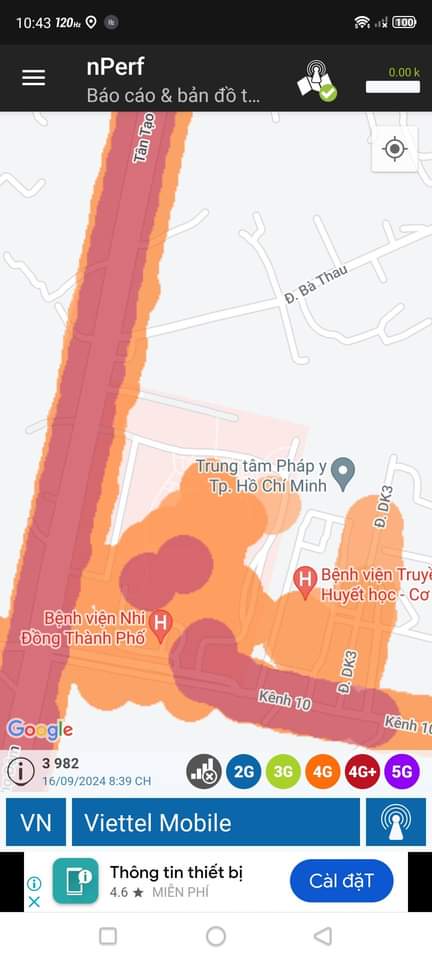 10:43 120Hz 100
nPerf
Báo cáo & bản đồ t...
0.00 k
Tân Tạo
Đ. Bà Thau
Trung tâm Pháp y
Tp. Hồ Chí Minh
Đ. DK3
Bệnh viện Truyề
Huyết học - Cơ
Bệnh viện Nhi
Đồng Thành Phố
Đ. DK3
Kênh 10
Kênh 10
Google
3 982
16/09/2024 8:39 CH
2G 3G 4G 4G+ 5G
VN Viettel Mobile
Thông tin thiết bị
4.6 ★ MIỄN PHÍ
Cài đặT